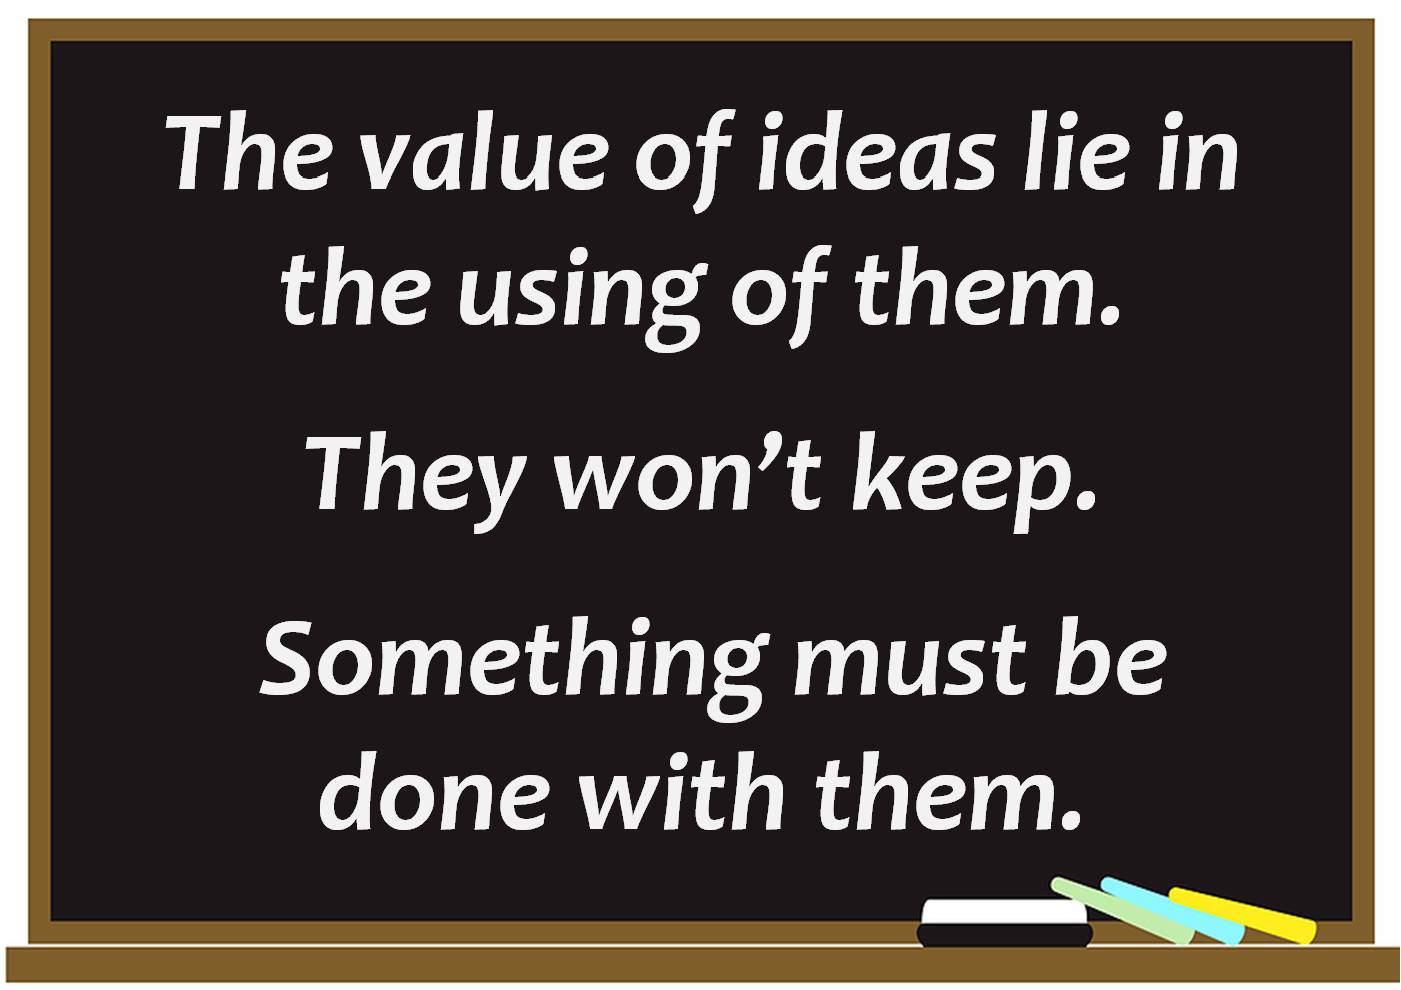 The value of ideas lie in
the using of them.
They won’t keep.
Something must be
done with them.